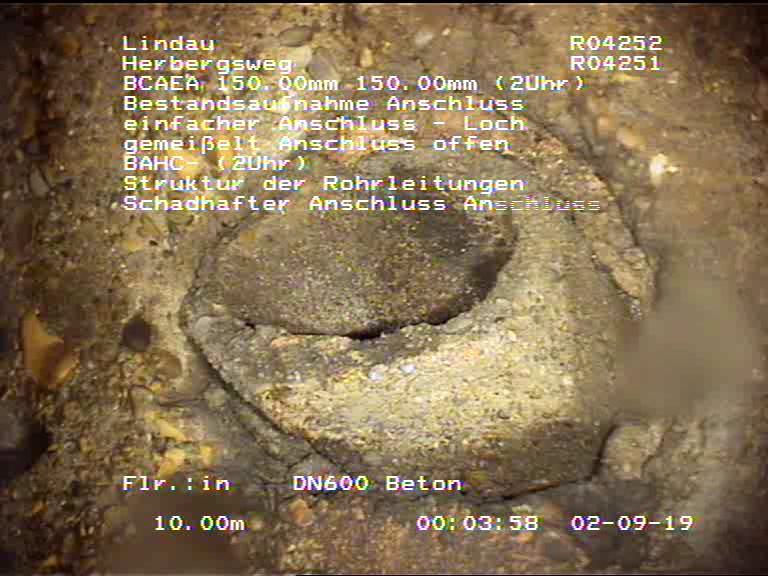 Lindau R04252
Herbergsweg R04251
BCAEA 150.00mm 150.00mm (2Uhr)
Bestandsaufnahme Anschluss
einfacher Anschluss - Loch
gemeißelt Anschluss offen
BAHC- (2Uhr)
Struktur der Rohrleitungen
Schadhafter Anschluss Anschluss
Flr.:in DN600 Beton
10.00m 00:03:58 02-09-19